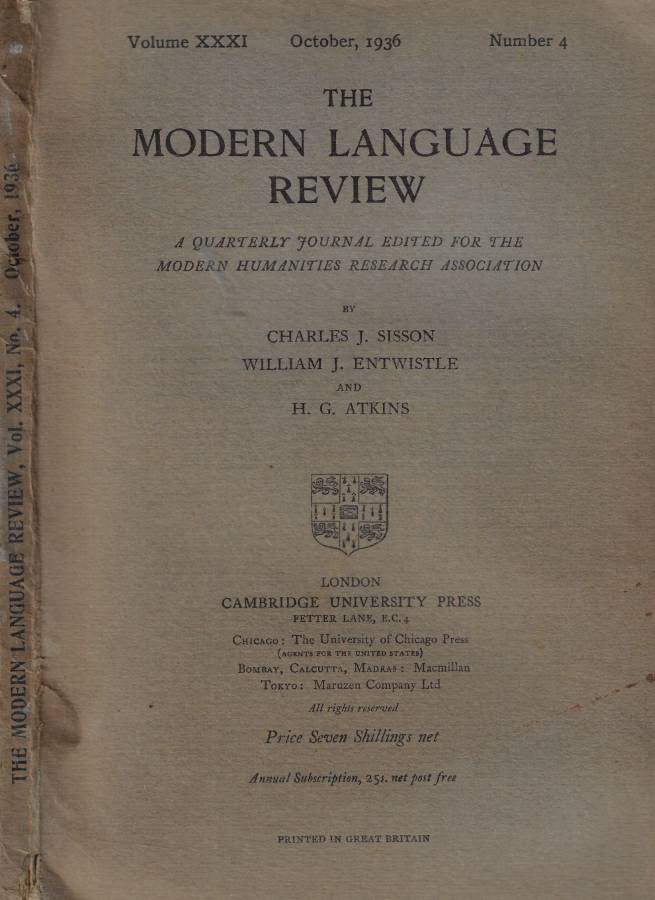 Volume XXXI October, 1936 Number 4
THE
MODERN LANGUAGE
REVIEW
A QUARTERLY JOURNAL EDITED FOR THE
MODERN HUMANITIES RESEARCH ASSOCIATION
BY
CHARLES J. SISSON
WILLIAM J. ENTWISTLE
AND
H. G. ATKINS
LONDON
CAMBRIDGE UNIVERSITY PRESS
FETTER LANE, E.C. 4
CHICAGO: The University of Chicago Press
(AGENTS FOR THE UNITED STATES)
BOMBAY, CALCUTTA, MADRAS: Macmillan
TOKYO: Maruzen Company Ltd
All rights reserved
Price Seven Shillings net
Annual Subscription, 25s. net post free
PRINTED IN GREAT BRITAIN
THE MODERN LANGUAGE REVIEW, Vol. XXXI, No. 4. October, 1936